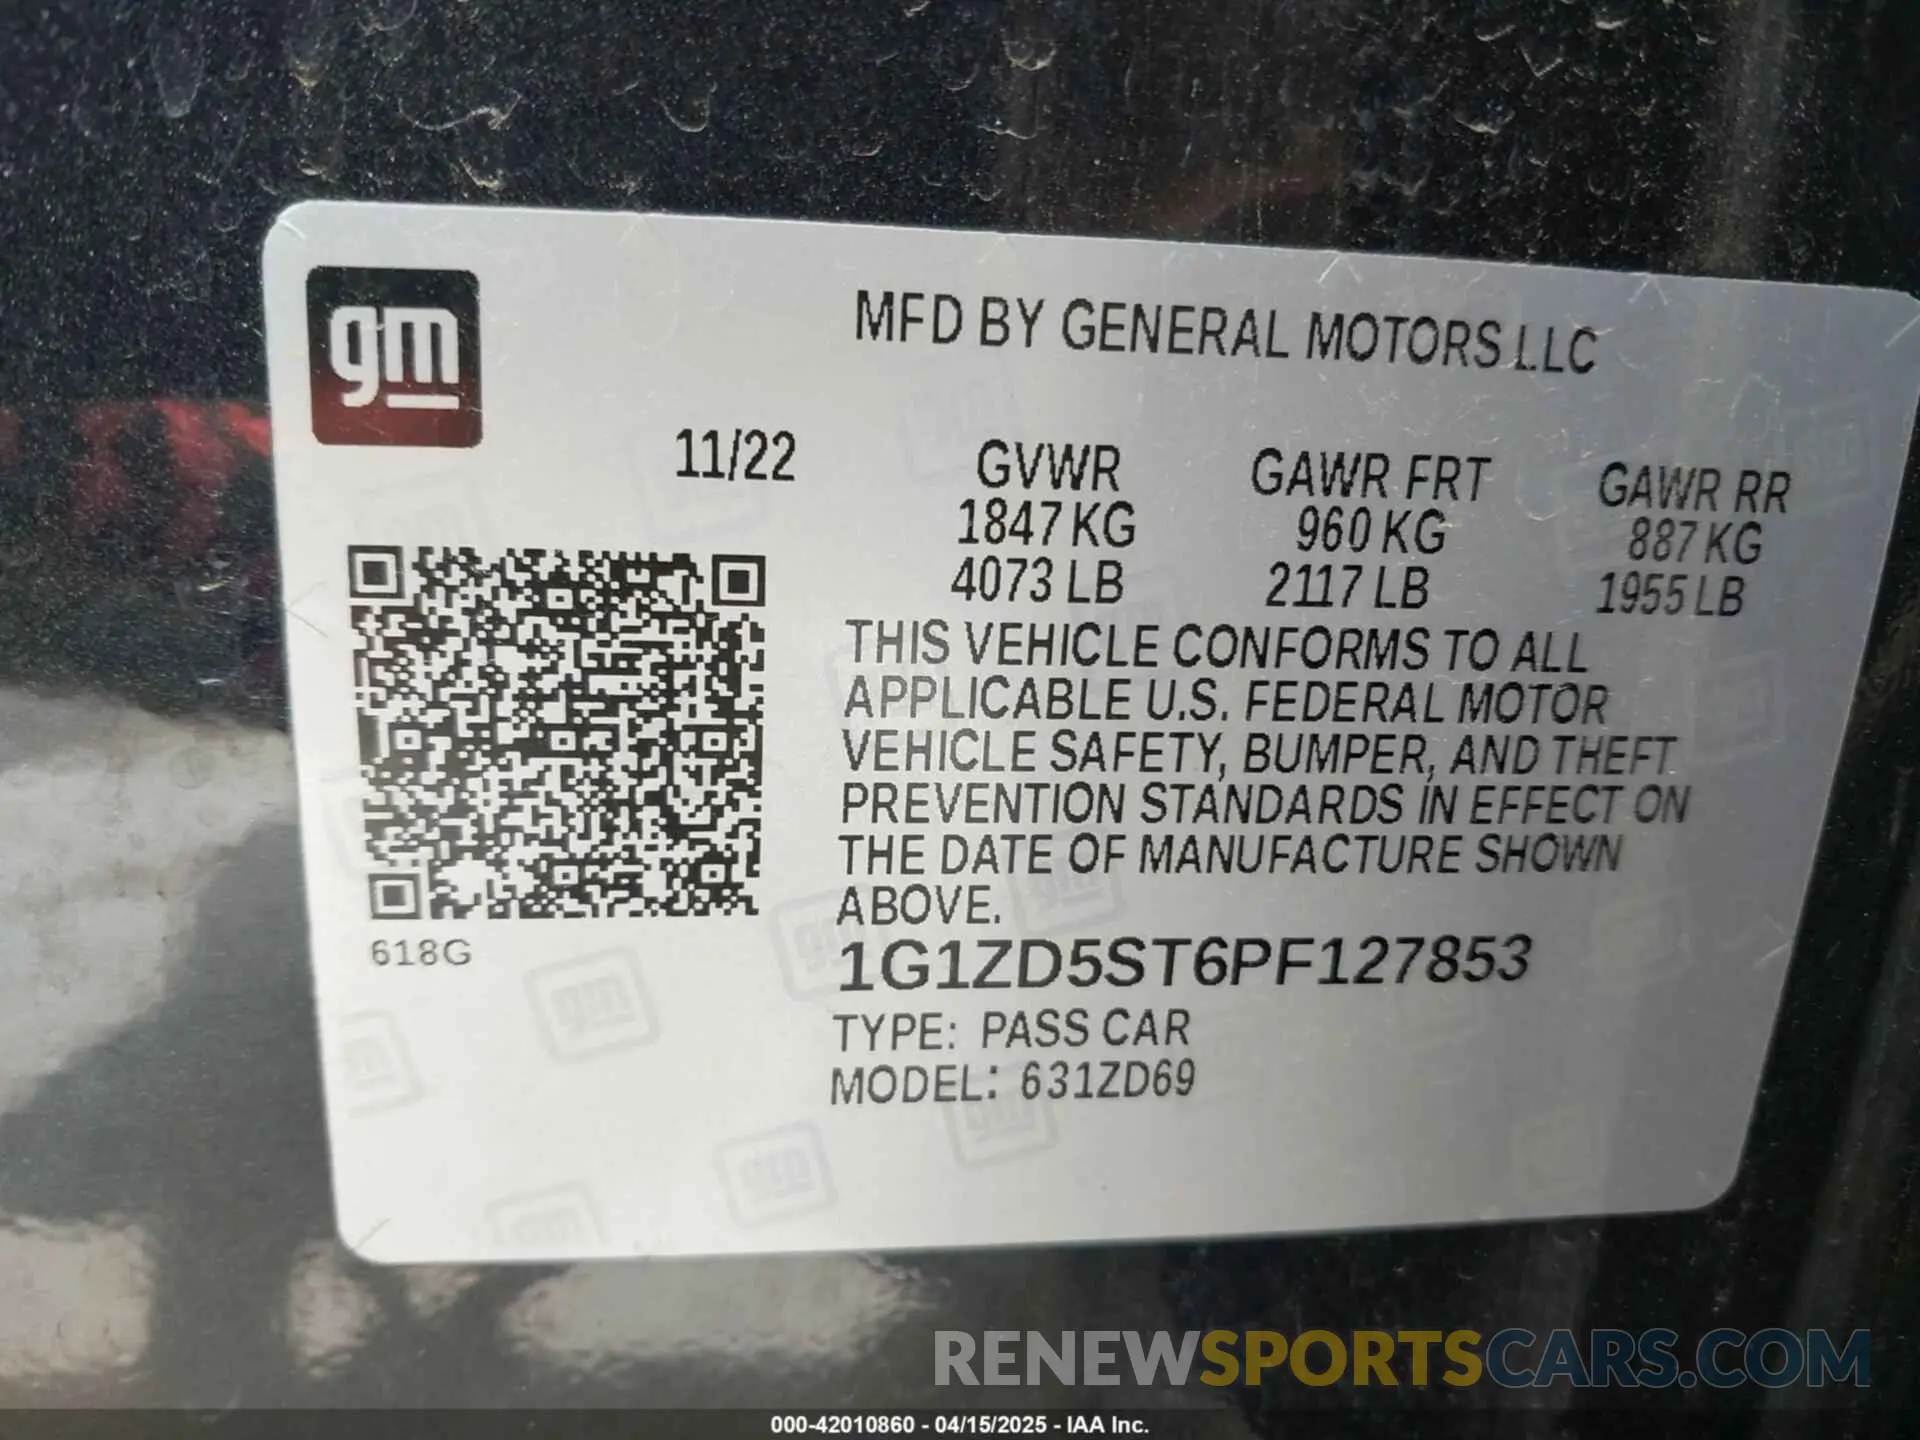 gm
MFD BY GENERAL MOTORS LLC
11/22
GVWR GAWR FRT GAWR RR
1847 KG 960 KG 887 KG
4073 LB 2117 LB 1955 LB
THIS VEHICLE CONFORMS TO ALL
APPLICABLE U.S. FEDERAL MOTOR
VEHICLE SAFETY, BUMPER, AND THEFT
PREVENTION STANDARDS IN EFFECT ON
THE DATE OF MANUFACTURE SHOWN
ABOVE.
618G
1G1ZD5ST6PF127853
TYPE: PASS CAR
MODEL: 631ZD69
RENEWSPORTSCARS.COM
000-42010860 - 04/15/2025 - IAA Inc.